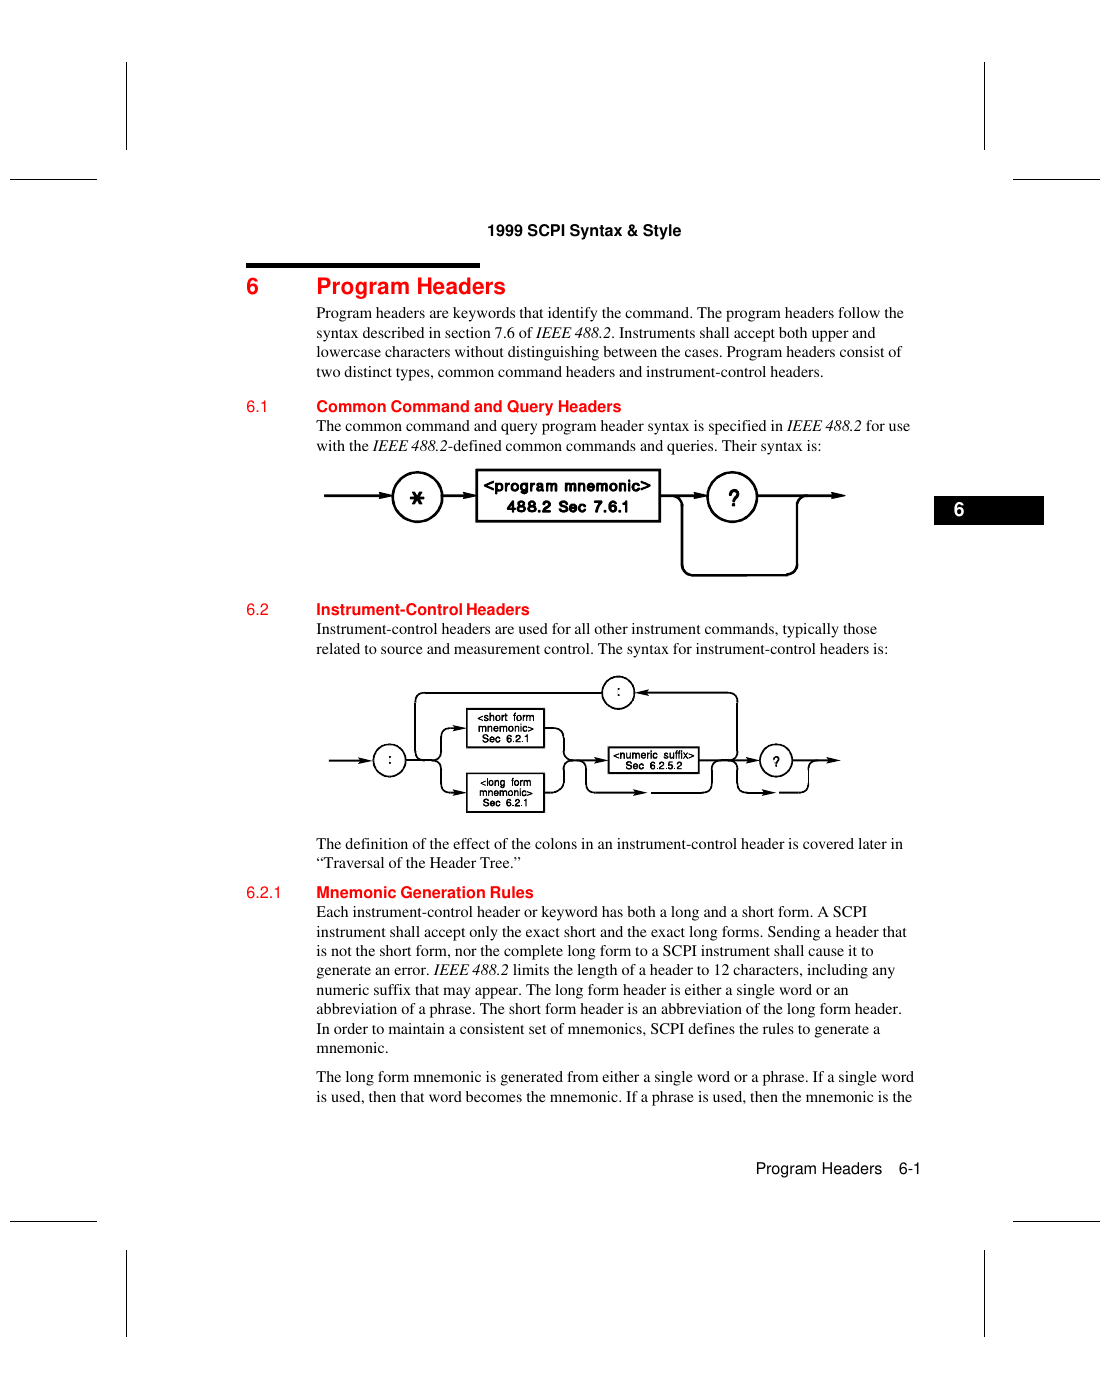 1999 SCPI Syntax & Style
6 Program Headers
Program headers are keywords that identify the command. The program headers follow the
syntax described in section 7.6 of IEEE 488.2. Instruments shall accept both upper and
lowercase characters without distinguishing between the cases. Program headers consist of
two distinct types, common command headers and instrument-control headers.
6.1 Common Command and Query Headers
The common command and query program header syntax is specified in IEEE 488.2 for use
with the IEEE 488.2-defined common commands and queries. Their syntax is:
*
<program mnemonic>
488.2 Sec 7.6.1
?
6
6.2 Instrument-Control Headers
Instrument-control headers are used for all other instrument commands, typically those
related to source and measurement control. The syntax for instrument-control headers is:
:
:
<short form
mnemonic>
Sec 6.2.1
<long form
mnemonic>
Sec 6.2.1
<numeric suffix>
Sec 6.2.5.2
?
The definition of the effect of the colons in an instrument-control header is covered later in
“Traversal of the Header Tree.”
6.2.1 Mnemonic Generation Rules
Each instrument-control header or keyword has both a long and a short form. A SCPI
instrument shall accept only the exact short and the exact long forms. Sending a header that
is not the short form, nor the complete long form to a SCPI instrument shall cause it to
generate an error. IEEE 488.2 limits the length of a header to 12 characters, including any
numeric suffix that may appear. The long form header is either a single word or an
abbreviation of a phrase. The short form header is an abbreviation of the long form header.
In order to maintain a consistent set of mnemonics, SCPI defines the rules to generate a
mnemonic.
The long form mnemonic is generated from either a single word or a phrase. If a single word
is used, then that word becomes the mnemonic. If a phrase is used, then the mnemonic is the
Program Headers 6-1